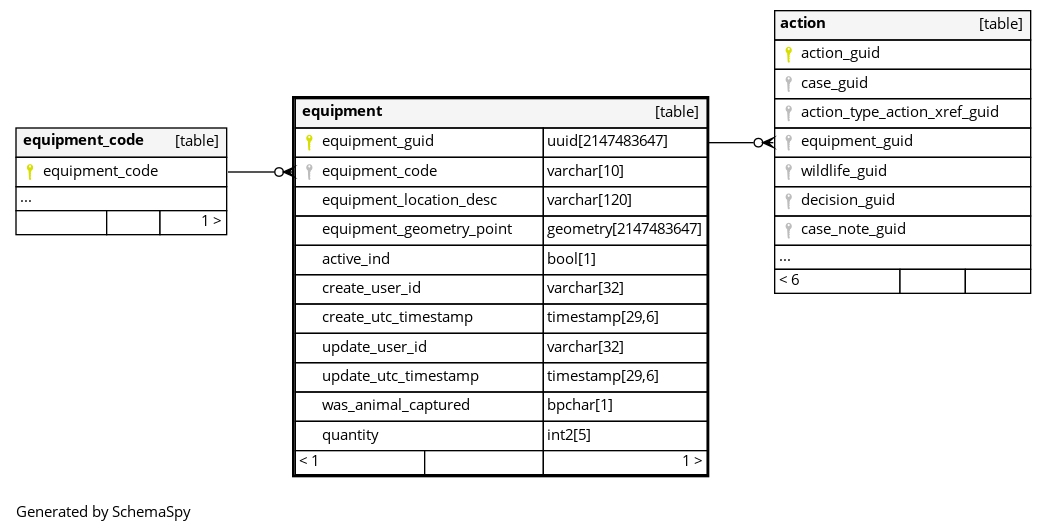 equipment_code [table]
equipment_code
...
1 >
equipment [table]
equipment_guid uuid[2147483647]
equipment_code varchar[10]
equipment_location_desc varchar[120]
equipment_geometry_point geometry[2147483647]
active_ind bool[1]
create_user_id varchar[32]
create_utc_timestamp timestamp[29,6]
update_user_id varchar[32]
update_utc_timestamp timestamp[29,6]
was_animal_captured bpchar[1]
quantity int2[5]
< 1 1 >
action [table]
action_guid
case_guid
action_type_action_xref_guid
equipment_guid
wildlife_guid
decision_guid
case_note_guid
...
< 6
Generated by SchemaSpy